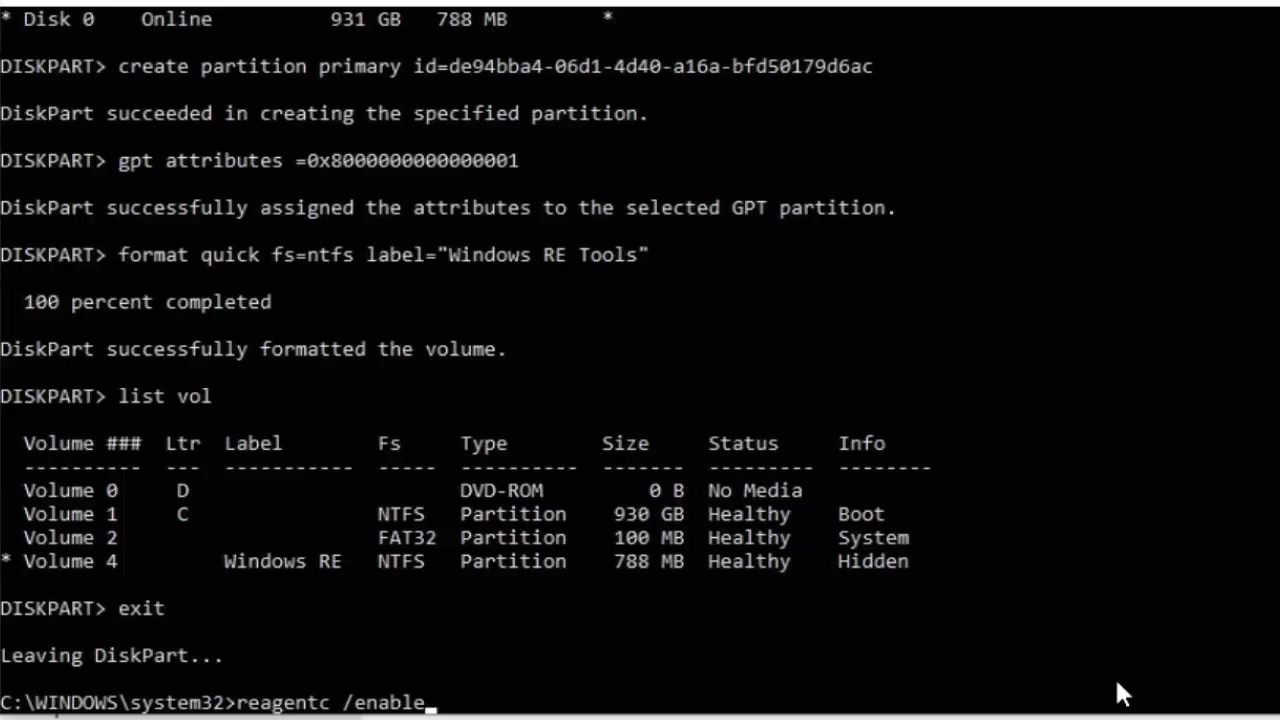 * Disk 0    Online          931 GB   788 MB        *
DISKPART> create partition primary id=de94bba4-06d1-4d40-a16a-bfd50179d6ac
DiskPart succeeded in creating the specified partition.
DISKPART> gpt attributes =0x8000000000000001
DiskPart successfully assigned the attributes to the selected GPT partition.
DISKPART> format quick fs=ntfs label="Windows RE Tools"
  100 percent completed
DiskPart successfully formatted the volume.
DISKPART> list vol
  Volume ###  Ltr  Label        Fs     Type        Size     Status     Info
  ----------  ---  -----------  -----  ----------  -------  ---------  --------
  Volume 0     D                       DVD-ROM         0 B  No Media
  Volume 1     C                NTFS   Partition    930 GB  Healthy    Boot
  Volume 2                      FAT32  Partition    100 MB  Healthy    System
* Volume 4         Windows RE   NTFS   Partition    788 MB  Healthy    Hidden
DISKPART> exit
Leaving DiskPart...
C:\WINDOWS\system32>reagentc /enable_